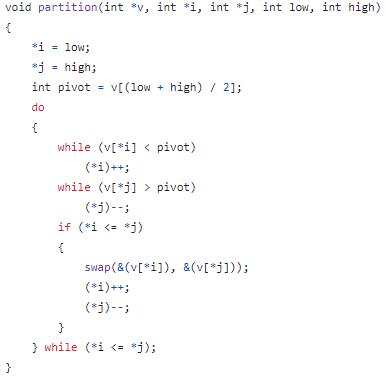 void partition(int *v, int *i, int *j, int low, int high)
{
    *i = low;
    *j = high;
    int pivot = v[(low + high) / 2];
    do
    {
        while (v[*i] < pivot)
            (*i)++;
        while (v[*j] > pivot)
            (*j)--;
        if (*i <= *j)
        {
            swap(&(v[*i]), &(v[*j]));
            (*i)++;
            (*j)--;
        }
    } while (*i <= *j);
}